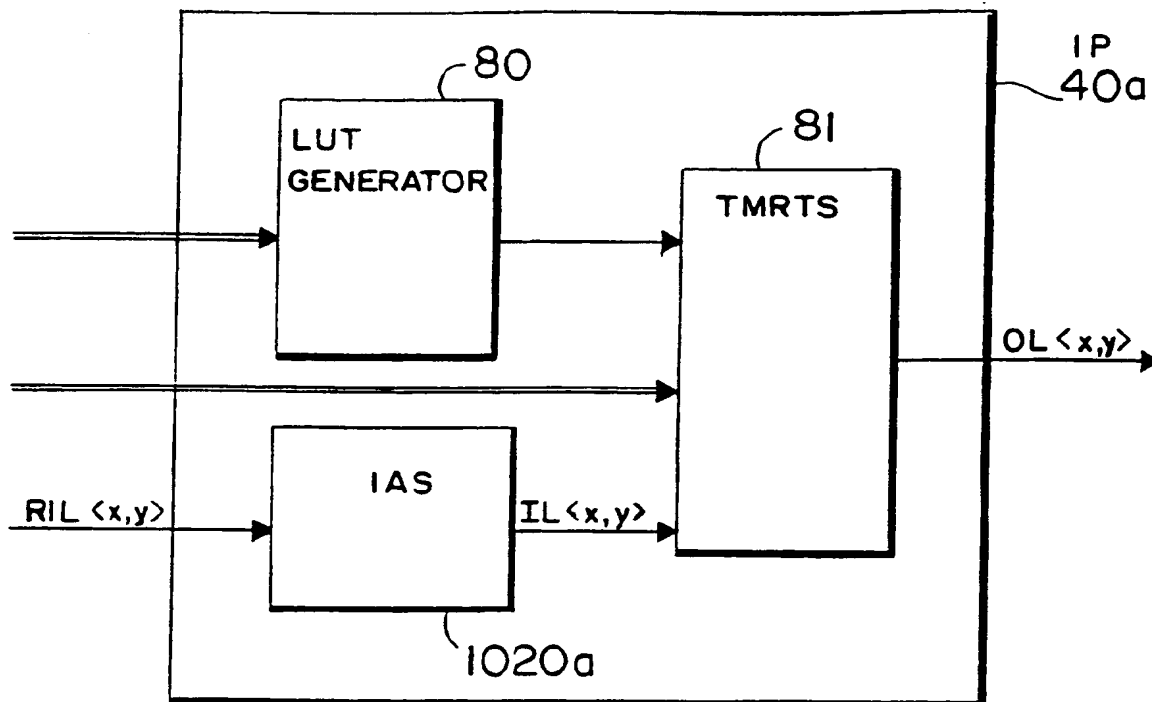 IP
40a
80
LUT
GENERATOR
81
TMRTS
OL<x,y>
IAS
RIL<x,y>
IL<x,y>
1020a